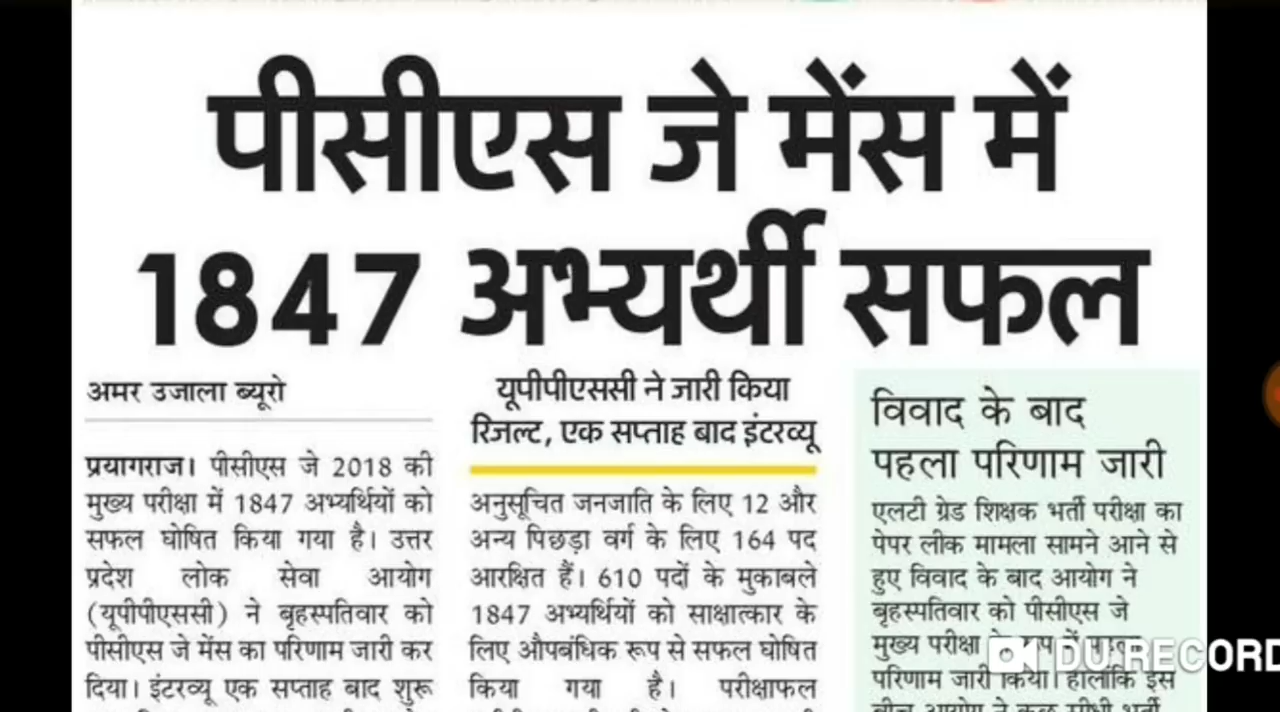 पीसीएस जे मेंस में
1847 अभ्यर्थी सफल
अमर उजाला ब्यूरो
प्रयागराज। पीसीएस जे 2018 की
मुख्य परीक्षा में 1847 अभ्यर्थियों को
सफल घोषित किया गया है। उत्तर
प्रदेश लोक सेवा आयोग
(यूपीपीएससी) ने बृहस्पतिवार को
पीसीएस जे मेंस का परिणाम जारी कर
दिया। इंटरव्यू एक सप्ताह बाद शुरू
यूपीपीएससी ने जारी किया
रिजल्ट, एक सप्ताह बाद इंटरव्यू
अनुसूचित जनजाति के लिए 12 और
अन्य पिछड़ा वर्ग के लिए 164 पद
आरक्षित हैं। 610 पदों के मुकाबले
1847 अभ्यर्थियों को साक्षात्कार के
लिए औपबंधिक रूप से सफल घोषित
किया गया है। परीक्षाफल
विवाद के बाद
पहला परिणाम जारी
एलटी ग्रेड शिक्षक भर्ती परीक्षा का
पेपर लीक मामला सामने आने से
हुए विवाद के बाद आयोग ने
बृहस्पतिवार को पीसीएस जे
मुख्य परीक्षा के रूप में पहला
परिणाम जारी किया। हालांकि इस
DU RECORD